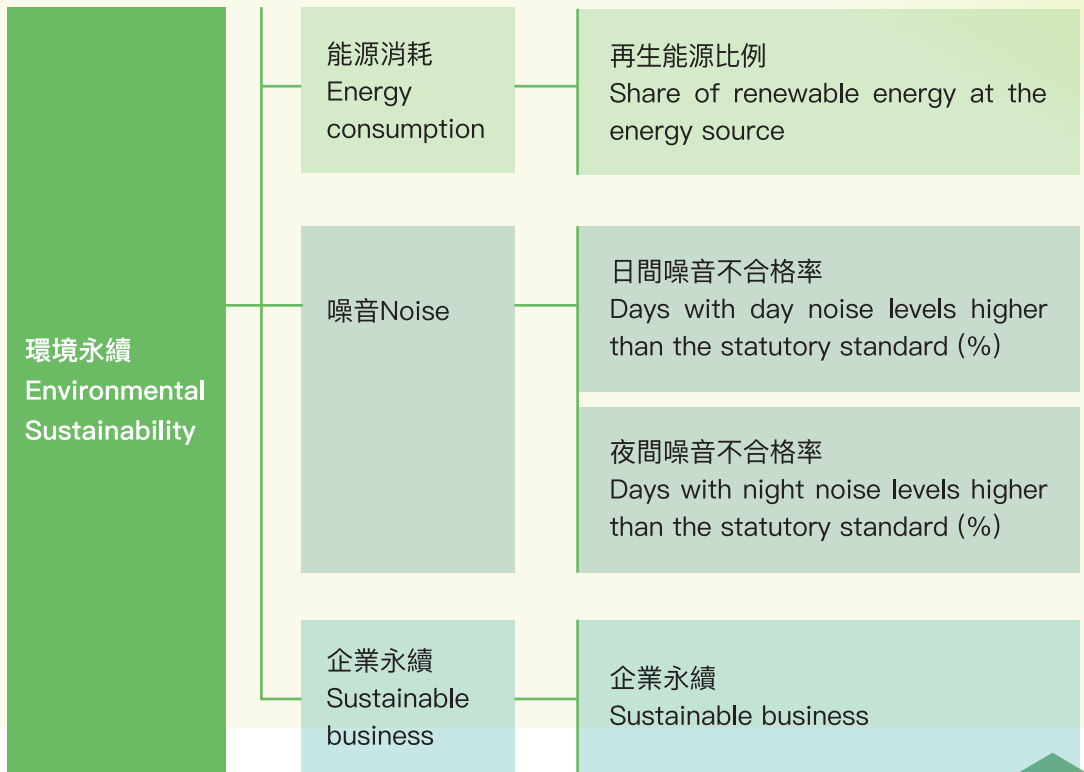 環境永續
Environmental
Sustainability
能源消耗
Energy
consumption
再生能源比例
Share of renewable energy at the
energy source
噪音Noise
日間噪音不合格率
Days with day noise levels higher
than the statutory standard (%)
夜間噪音不合格率
Days with night noise levels higher
than the statutory standard (%)
企業永續
Sustainable
business
企業永續
Sustainable business